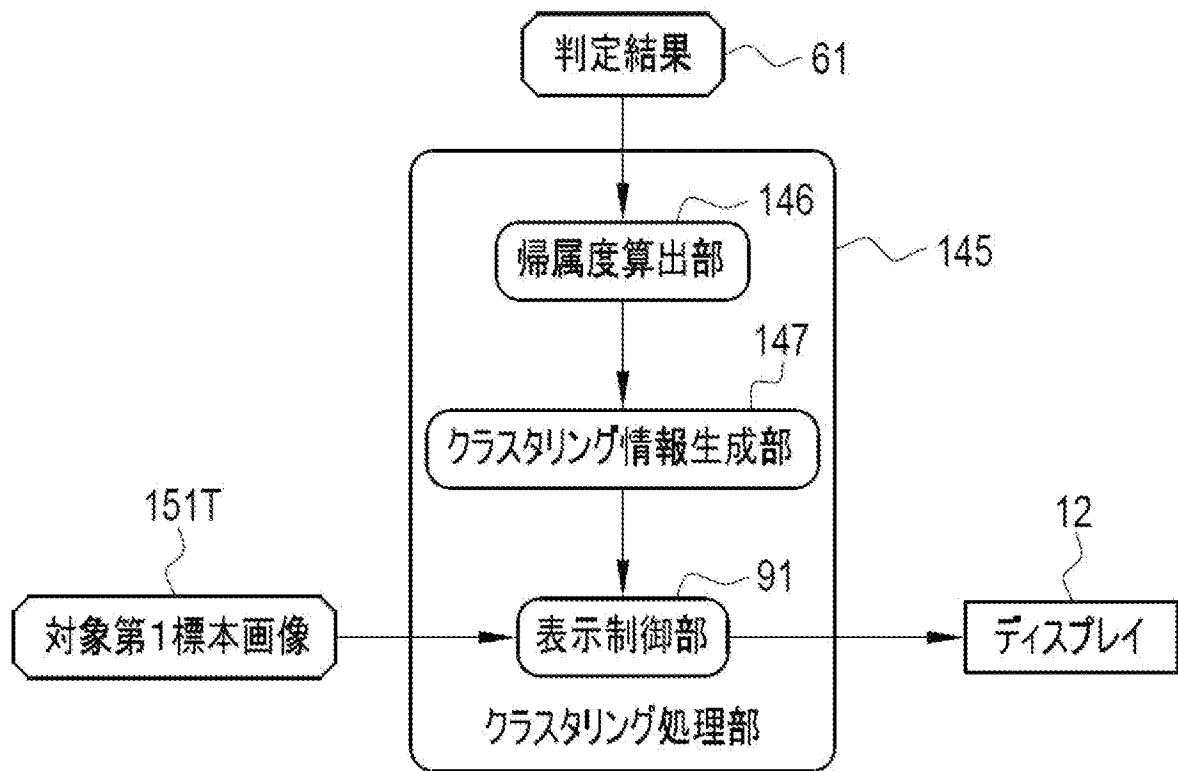 判定結果
61
146
帰属度算出部
145
147
クラスタリング情報生成部
151T
91
12
対象第1標本画像
表示制御部
ディスプレイ
クラスタリング処理部